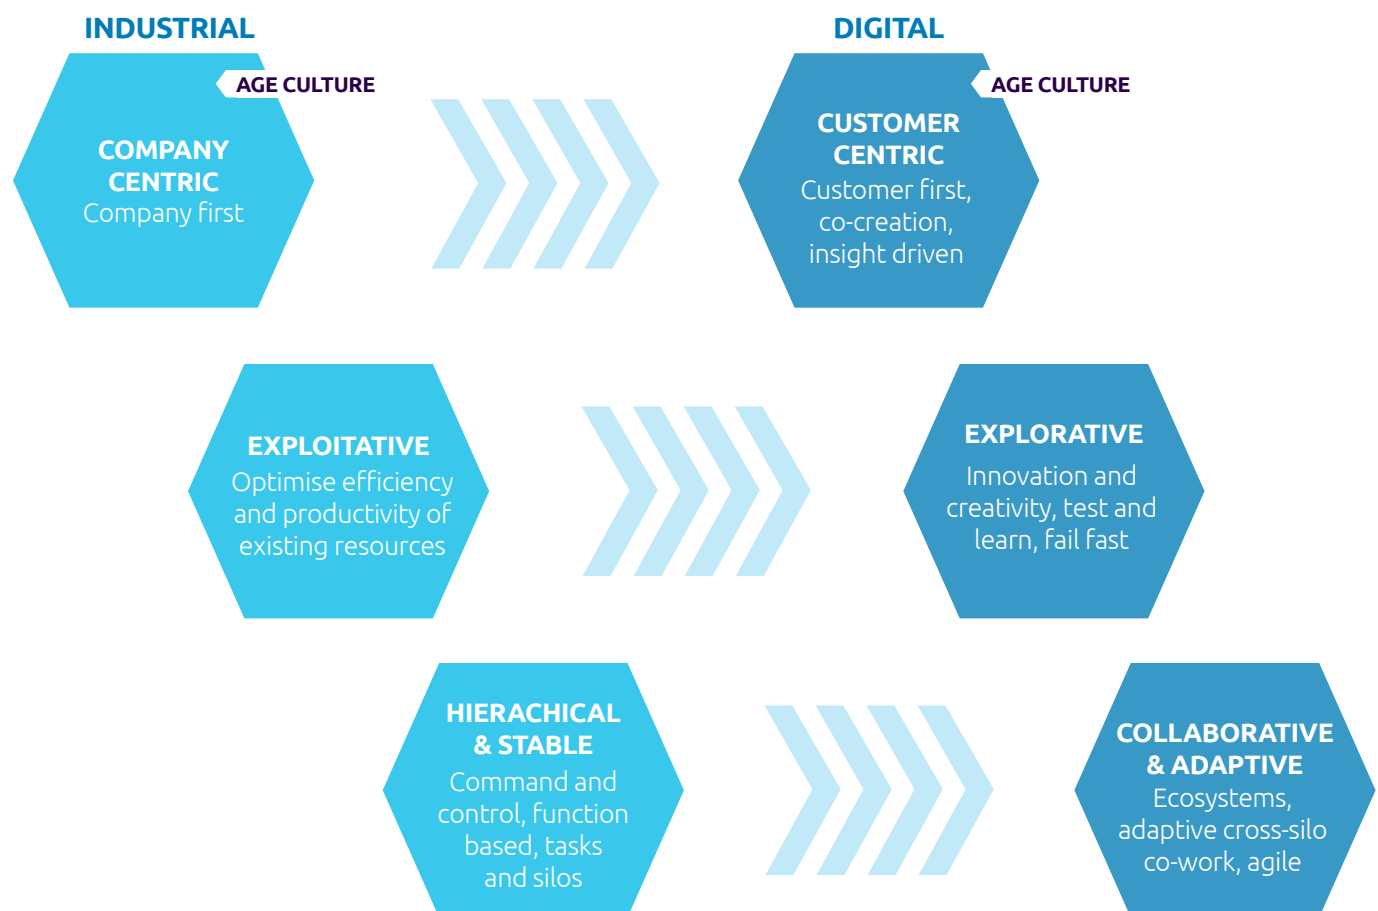 INDUSTRIAL
AGE CULTURE
COMPANY
CENTRIC
Company first
DIGITAL
AGE CULTURE
CUSTOMER
CENTRIC
Customer first,
co-creation,
insight driven
EXPLOITATIVE
Optimise efficiency
and productivity of
existing resources
EXPLORATIVE
Innovation and
creativity, test and
learn, fail fast
HIERACHICAL
& STABLE
Command and
control, function
based, tasks
and silos
COLLABORATIVE
& ADAPTIVE
Ecosystems,
adaptive cross-silo
co-work, agile